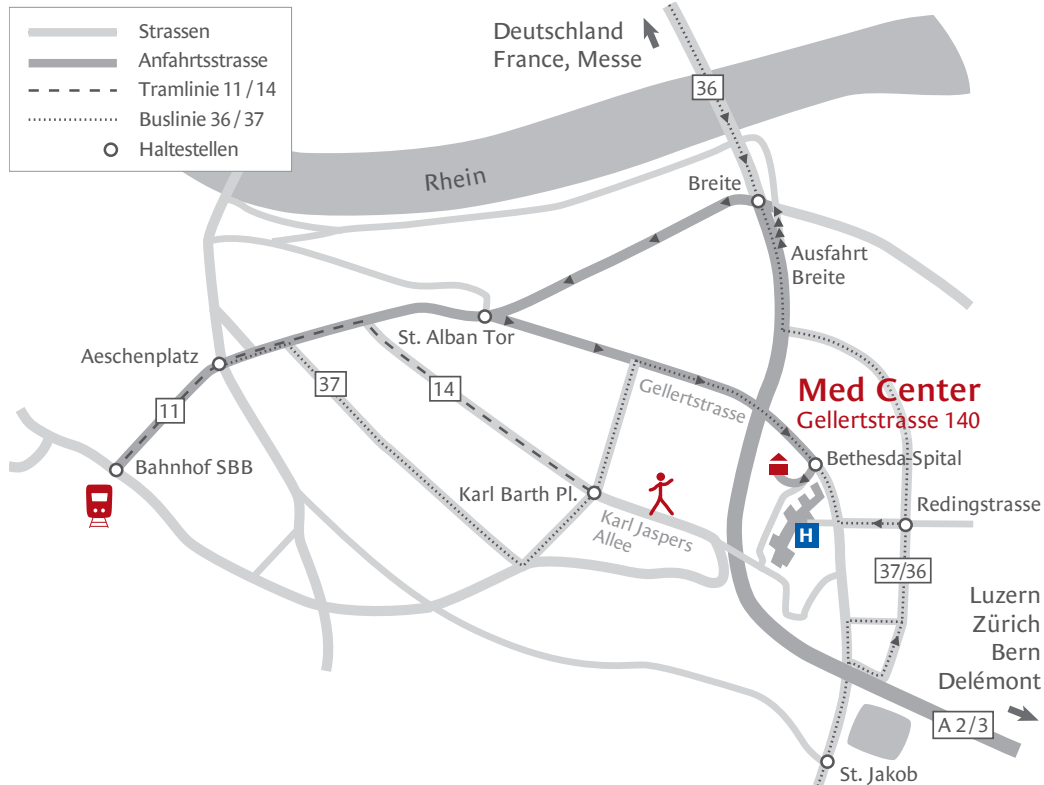 Strassen
Anfahrtsstrasse
Tramlinie 11 / 14
Buslinie 36 / 37
Haltestellen
Deutschland
France, Messe
36
Rhein
Breite
Ausfahrt
Breite
St. Alban Tor
Aeschenplatz
37
14
11
Gellertstrasse
Med Center
Gellertstrasse 140
Bahnhof SBB
Bethesda-Spital
Karl Barth Pl.
Karl Jaspers
Allee
Redingstrasse
H
37/36
Luzern
Zürich
Bern
Delémont
A 2/3
St. Jakob